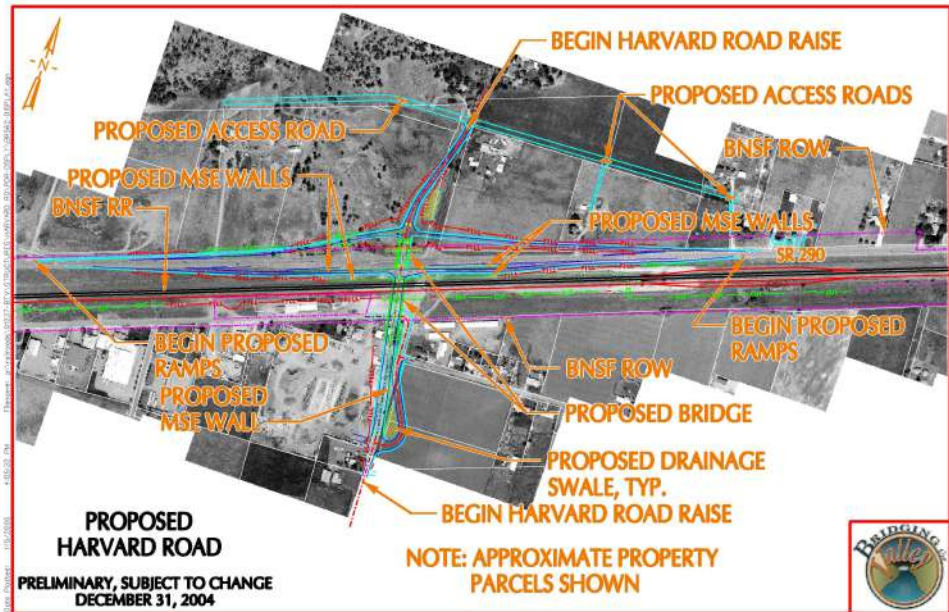 BEGIN HARVARD ROAD RAISE
PROPOSED ACCESS ROADS
PROPOSED ACCESS ROAD
BNSF ROW
PROPOSED MSE WALLS
BNSF RR
PROPOSED MSE WALLS
SR 290
BEGIN PROPOSED
RAMPS
BEGIN PROPOSED
RAMPS
BNSF ROW
PROPOSED
MSE WALL
PROPOSED BRIDGE
PROPOSED DRAINAGE
SWALE, TYP.
BEGIN HARVARD ROAD RAISE
PROPOSED
HARVARD ROAD
PRELIMINARY, SUBJECT TO CHANGE
DECEMBER 31, 2004
NOTE: APPROXIMATE PROPERTY
PARCELS SHOWN
BRIDGING the
Valley
N